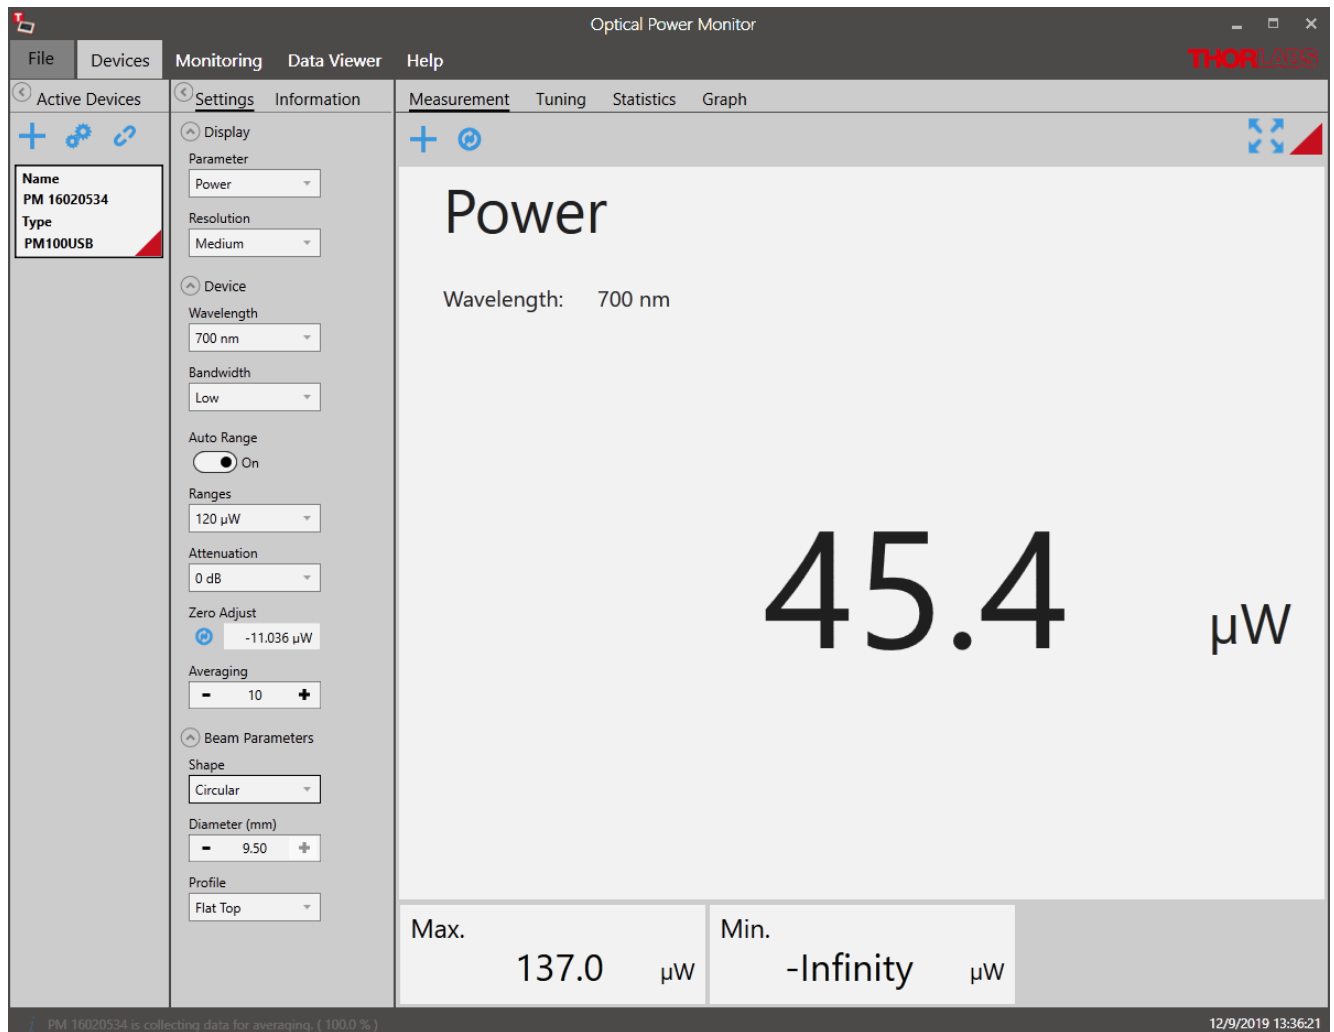 Optical Power Monitor
File Devices Monitoring Data Viewer Help
THORLABS
Active Devices
Name
PM 16020534
Type
PM100USB
Settings Information
Display
Parameter
Power
Resolution
Medium
Device
Wavelength
700 nm
Bandwidth
Low
Auto Range
On
Ranges
120 µW
Attenuation
0 dB
Zero Adjust
-11.036 µW
Averaging
- 10 +
Beam Parameters
Shape
Circular
Diameter (mm)
- 9.50 +
Profile
Flat Top
Measurement Tuning Statistics Graph
Power
Wavelength: 700 nm
45.4 µW
Max.
137.0 µW
Min.
-Infinity µW
i PM 16020534 is collecting data for averaging. ( 100.0 % )
12/9/2019 13:36:21